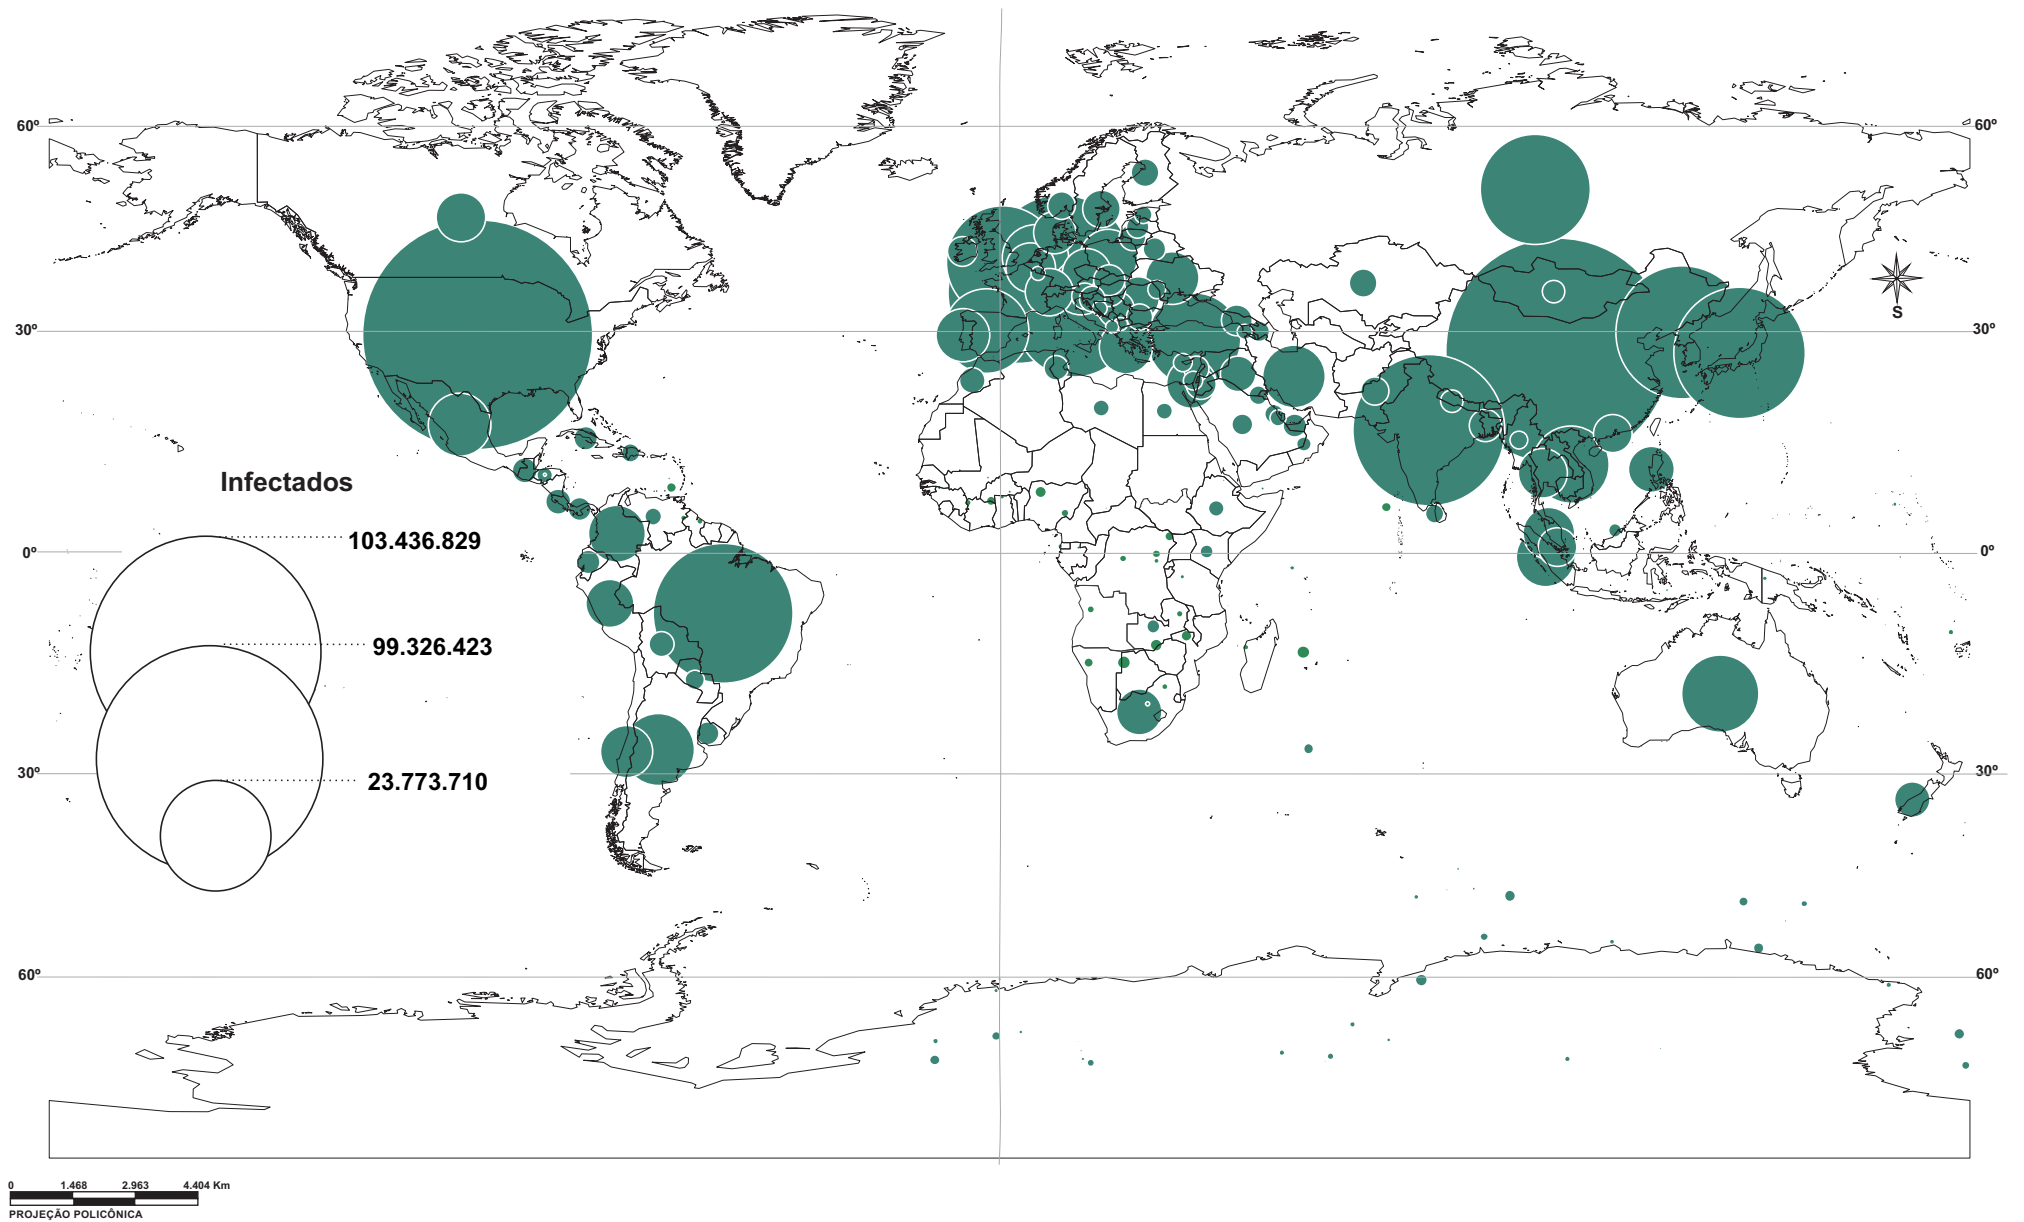 60º
60º
30º
30º
S
Infectados
103.436.829
0º
0º
99.326.423
30º
30º
23.773.710
60º
60º
0 1.468 2.963 4.404 Km
PROJEÇÃO POLICÔNICA